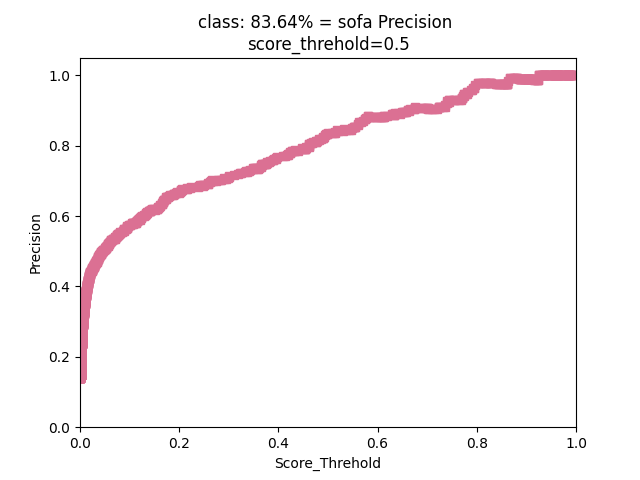 class: 83.64% = sofa Precision
score_threhold=0.5
1.0
0.8
0.6
0.4
0.2
0.0
Precision
0.0 0.2 0.4 0.6 0.8 1.0
Score_Threhold